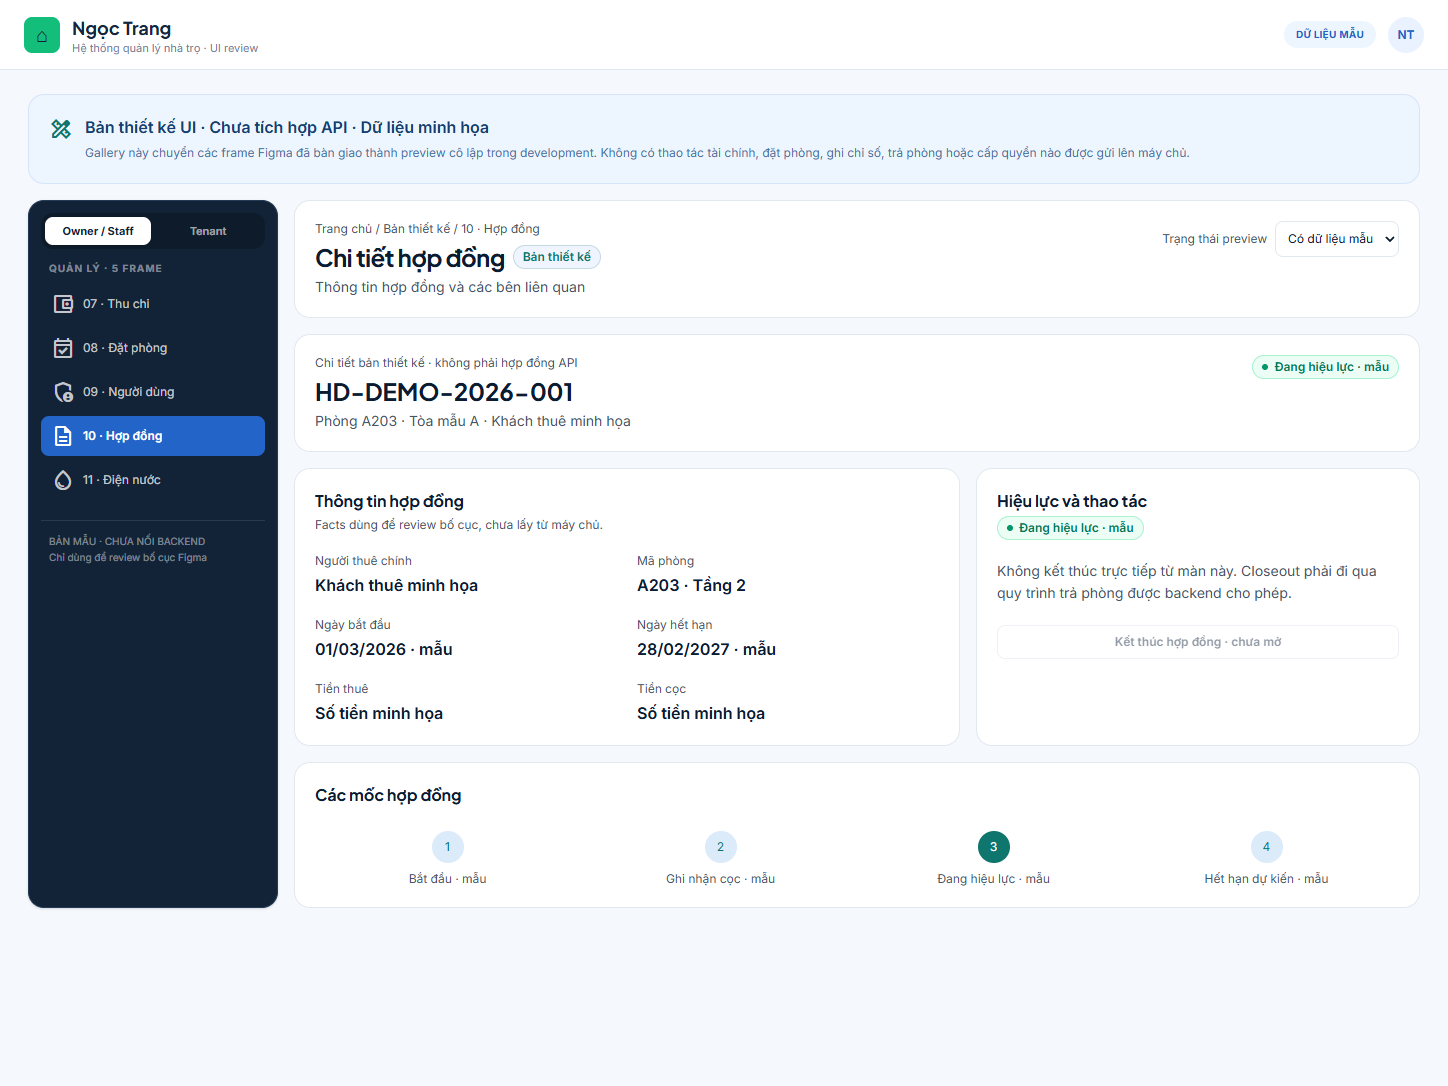 Ngọc Trang
Hệ thống quản lý nhà trọ · UI review
DỮ LIỆU MẪU
NT
Bản thiết kế UI · Chưa tích hợp API · Dữ liệu minh họa
Gallery này chuyển các frame Figma đã bàn giao thành preview cô lập trong development. Không có thao tác tài chính, đặt phòng, ghi chỉ số, trả phòng hoặc cấp quyền nào được gửi lên máy chủ.
Owner / Staff
Tenant
QUẢN LÝ · 5 FRAME
07 · Thu chi
08 · Đặt phòng
09 · Người dùng
10 · Hợp đồng
11 · Điện nước
BẢN MẪU · CHƯA NỐI BACKEND
Chỉ dùng để review bố cục Figma
Trang chủ / Bản thiết kế / 10 · Hợp đồng
Chi tiết hợp đồng
Bản thiết kế
Thông tin hợp đồng và các bên liên quan
Trạng thái preview
Có dữ liệu mẫu
Chi tiết bản thiết kế · không phải hợp đồng API
HD-DEMO-2026-001
Phòng A203 · Tòa mẫu A · Khách thuê minh họa
Đang hiệu lực · mẫu
Thông tin hợp đồng
Facts dùng để review bố cục, chưa lấy từ máy chủ.
Người thuê chính
Khách thuê minh họa
Mã phòng
A203 · Tầng 2
Ngày bắt đầu
01/03/2026 · mẫu
Ngày hết hạn
28/02/2027 · mẫu
Tiền thuê
Số tiền minh họa
Tiền cọc
Số tiền minh họa
Hiệu lực và thao tác
Đang hiệu lực · mẫu
Không kết thúc trực tiếp từ màn này. Closeout phải đi qua
quy trình trả phòng được backend cho phép.
Kết thúc hợp đồng · chưa mở
Các mốc hợp đồng
1
Bắt đầu · mẫu
2
Ghi nhận cọc · mẫu
3
Đang hiệu lực · mẫu
4
Hết hạn dự kiến · mẫu